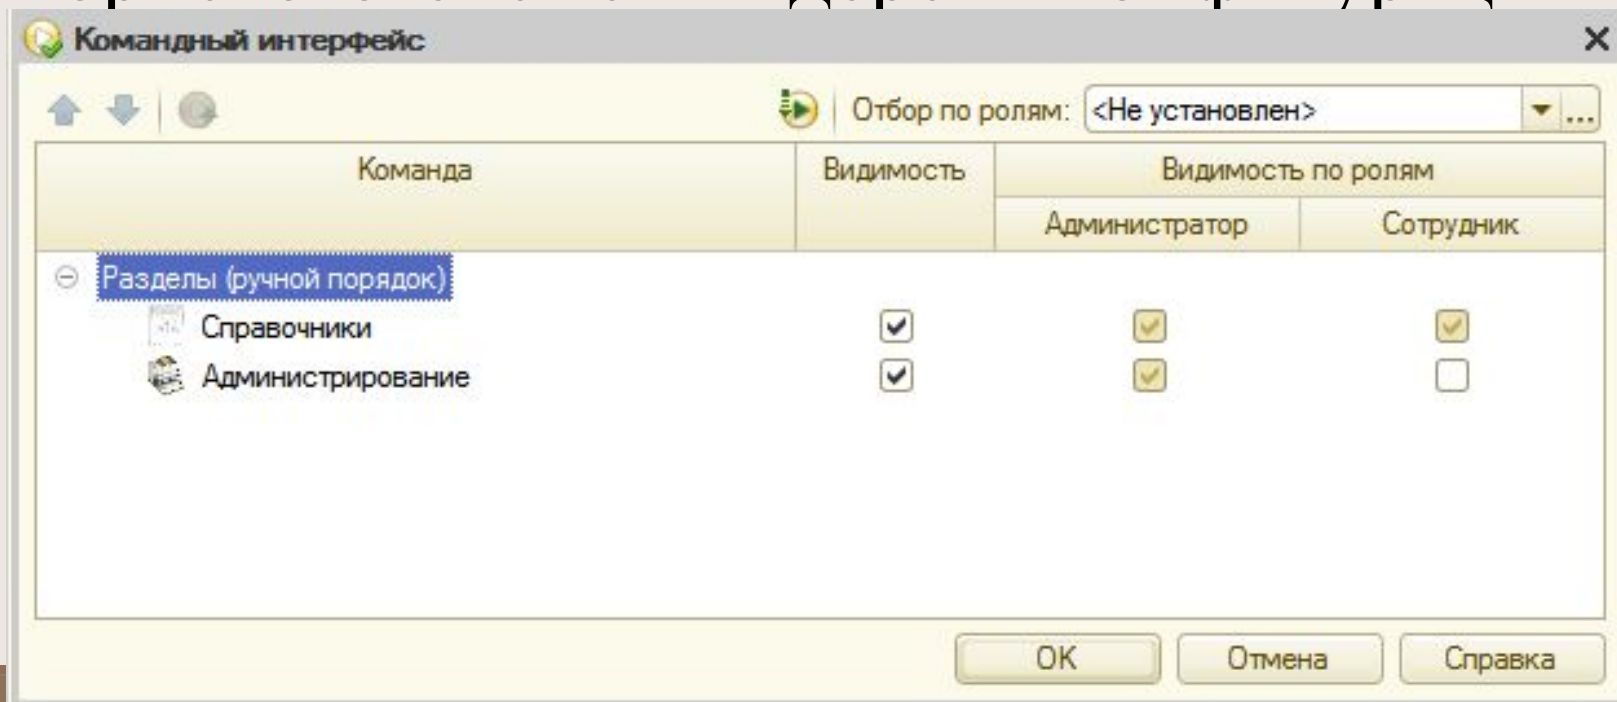 Командный интерфейс
Отбор по ролям: <Не установлен> ...
Команда Видимость Видимость по ролям
Администратор Сотрудник
Разделы (ручной порядок)
Справочники
Администрирование
ОК Отмена Справка